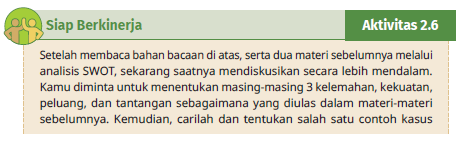 Siap Berkinerja
Aktivitas 2.6
Setelah membaca bahan bacaan di atas, serta dua materi sebelumnya melalui
analisis SWOT, sekarang saatnya mendiskusikan secara lebih mendalam.
Kamu diminta untuk menentukan masing-masing 3 kelemahan, kekuatan,
peluang, dan tantangan sebagaimana yang diulas dalam materi-materi
sebelumnya. Kemudian, carilah dan tentukan salah satu contoh kasus